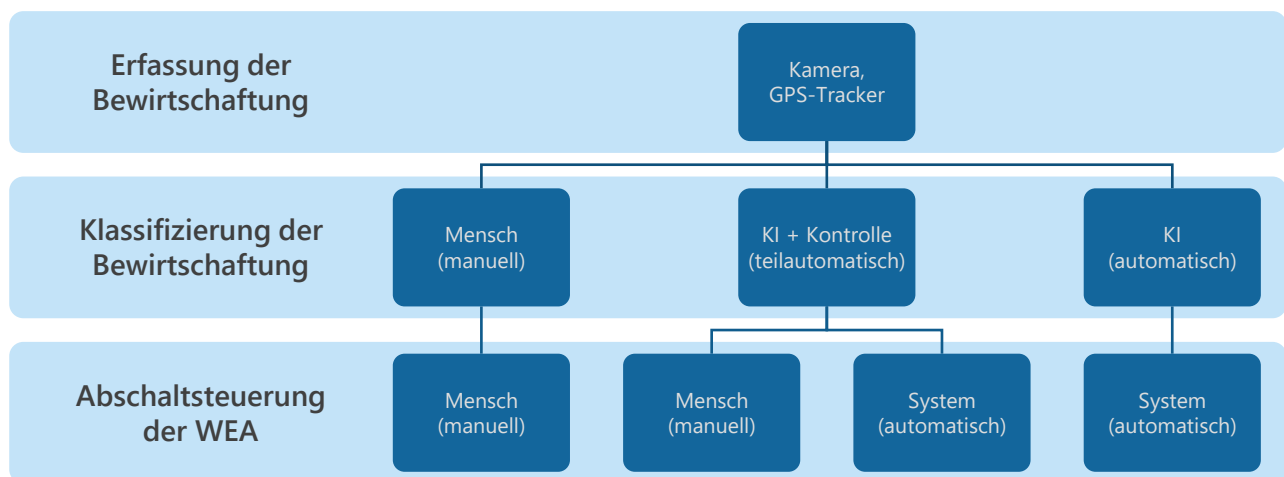 Erfassung der
Bewirtschaftung
Kamera,
GPS-Tracker
Klassifizierung der
Bewirtschaftung
Mensch
(manuell)
KI + Kontrolle
(teilautomatisch)
KI
(automatisch)
Abschaltsteuerung
der WEA
Mensch
(manuell)
Mensch
(manuell)
System
(automatisch)
System
(automatisch)